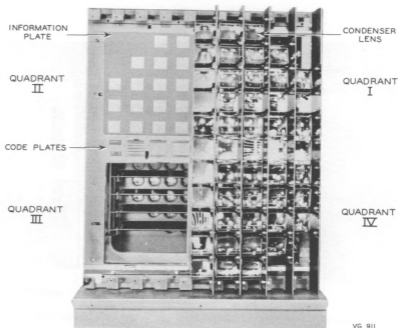 INFORMATION
PLATE
CONDENSER
LENS
QUADRANT
II
QUADRANT
I
CODE PLATES
QUADRANT
III
QUADRANT
IV
VG 911